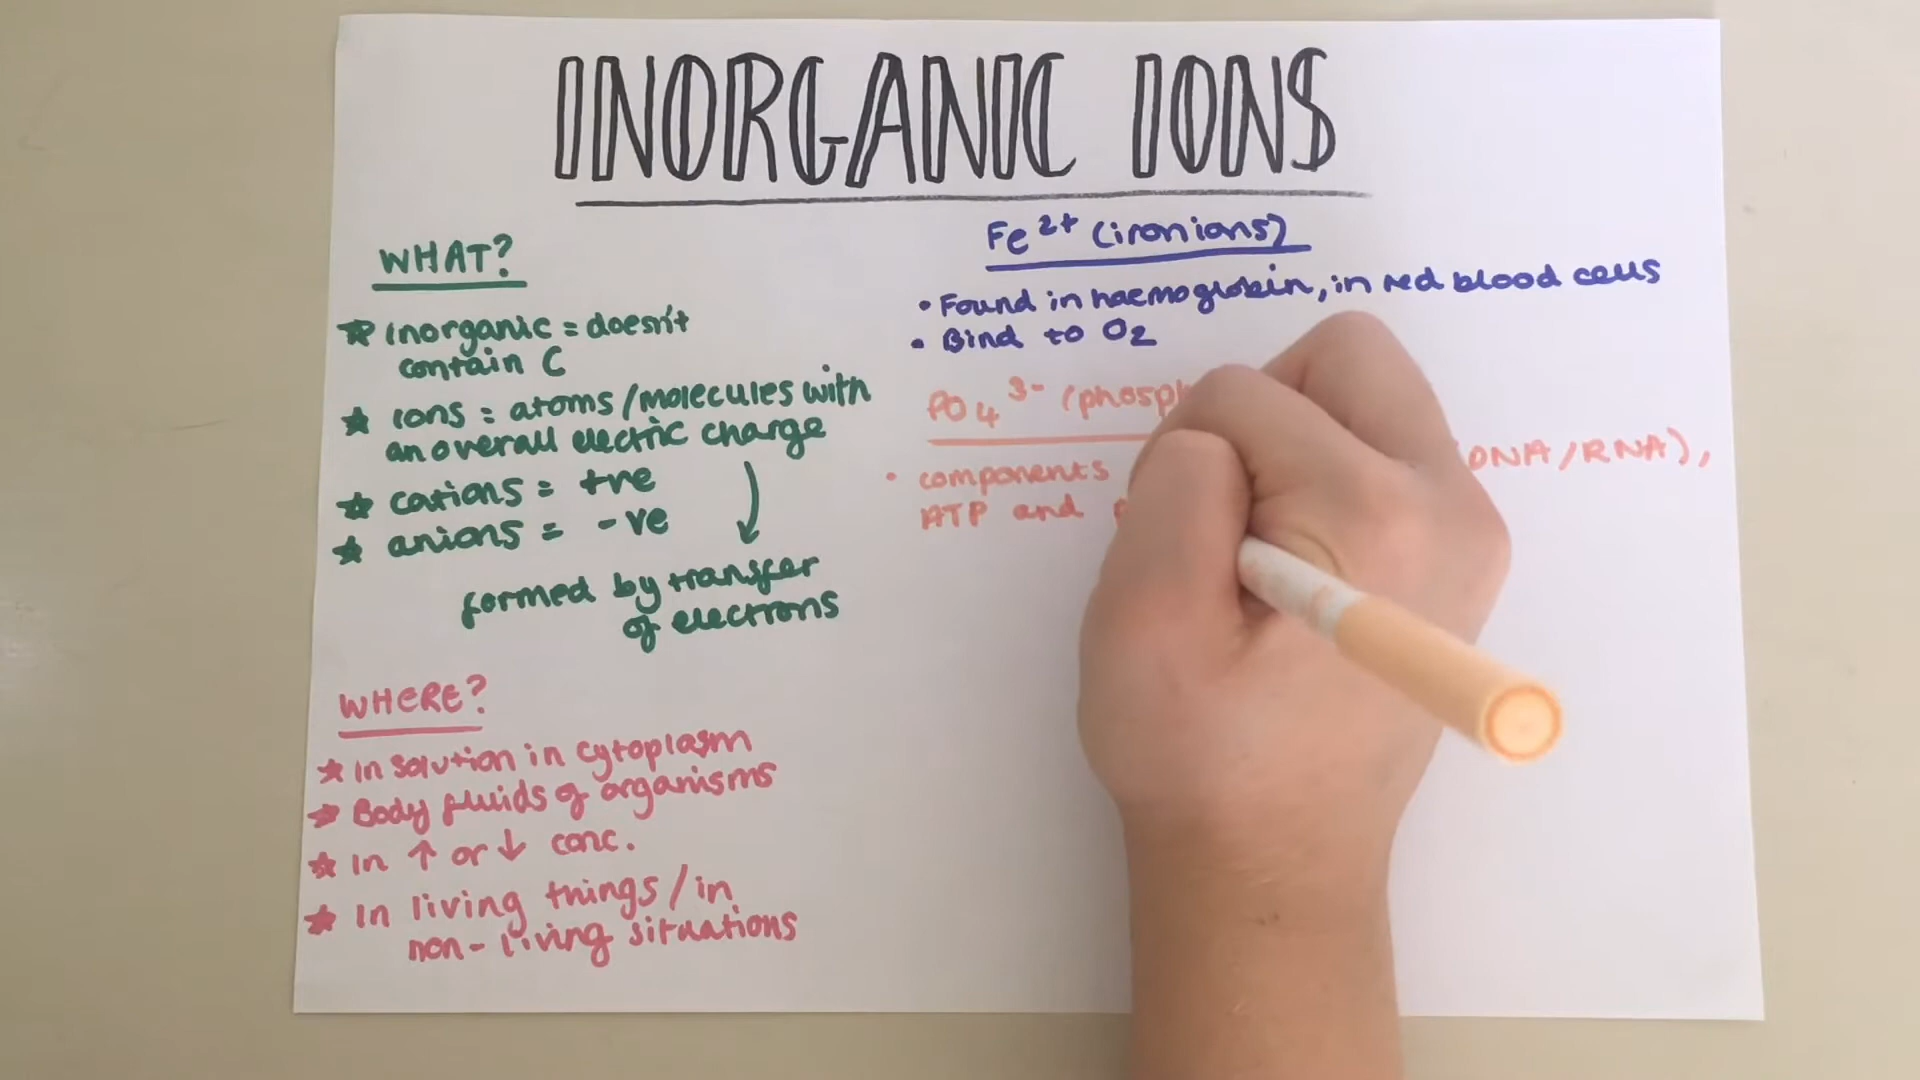 INORGANIC IONS
WHAT?
inorganic = doesn't
contain C
ions = atoms/molecules with
an overall electric charge
cations = +ve
anions = -ve
formed by transfer
of electrons
WHERE?
In solution in cytoplasm
Body fluids of organisms
In ↑ or ↓ conc.
In living things / in
non-living situations
Fe²⁺ (iron ions)
• Found in haemoglobin, in red blood cells
• Bind to O₂
PO₄³⁻
• components (DNA/RNA),
ATP and